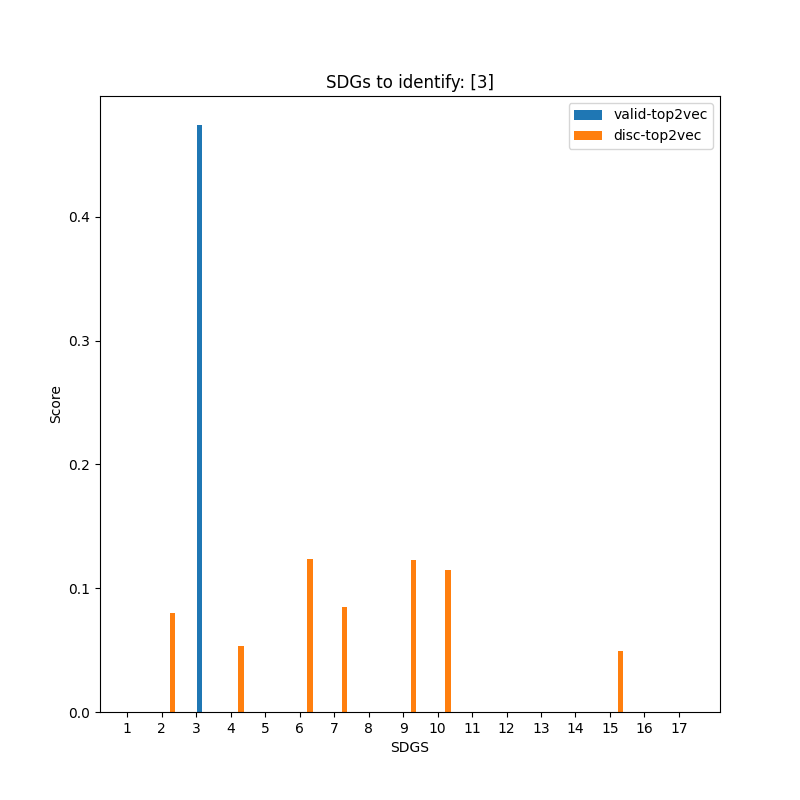 SDGs to identify: [3]
valid-top2vec
disc-top2vec
Score
0.4
0.3
0.2
0.1
0.0
1 2 3 4 5 6 7 8 9 10 11 12 13 14 15 16 17
SDGS